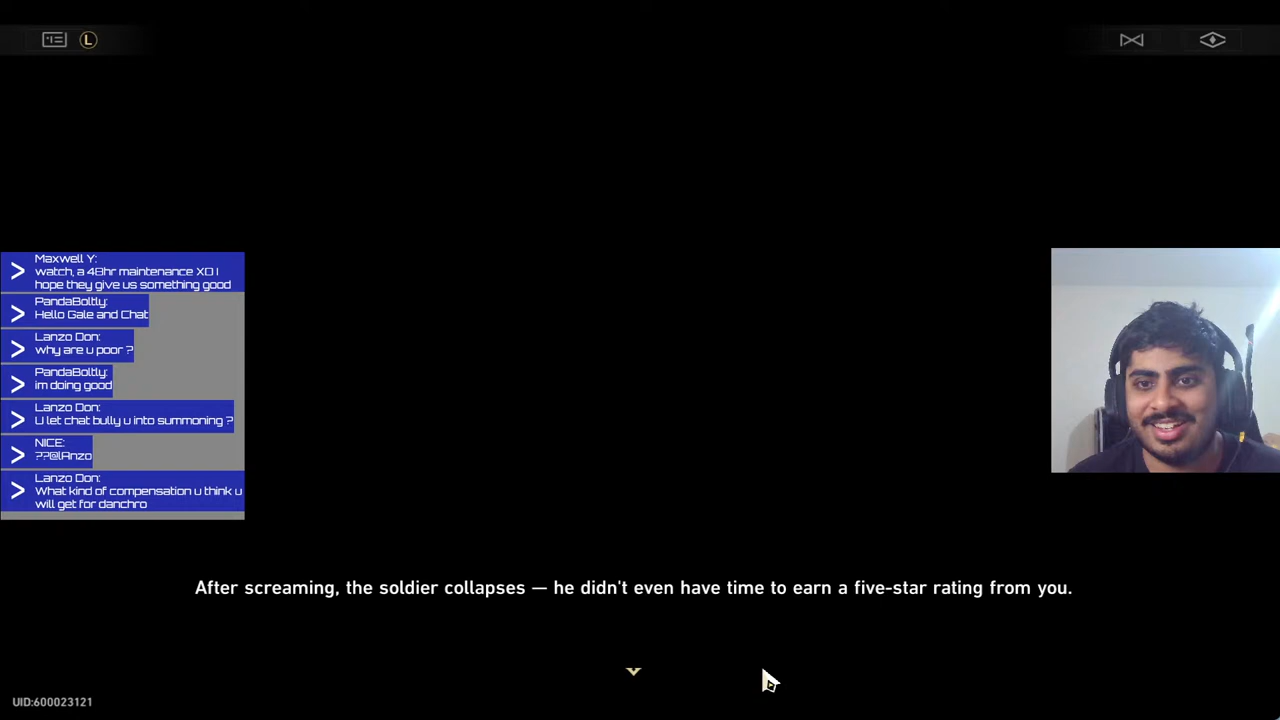 L
Maxwell Y:
watch, a 48hr maintenance XD I
hope they give us something good
PandaBoltly:
Hello Gale and Chat
Lanzo Don:
why are u poor ?
PandaBoltly:
im doing good
Lanzo Don:
U let chat bully u into summoning ?
NICE:
??@lAnzo
Lanzo Don:
What kind of compensation u think u
will get for danchro
After screaming, the soldier collapses — he didn't even have time to earn a five-star rating from you.
UID:600023121